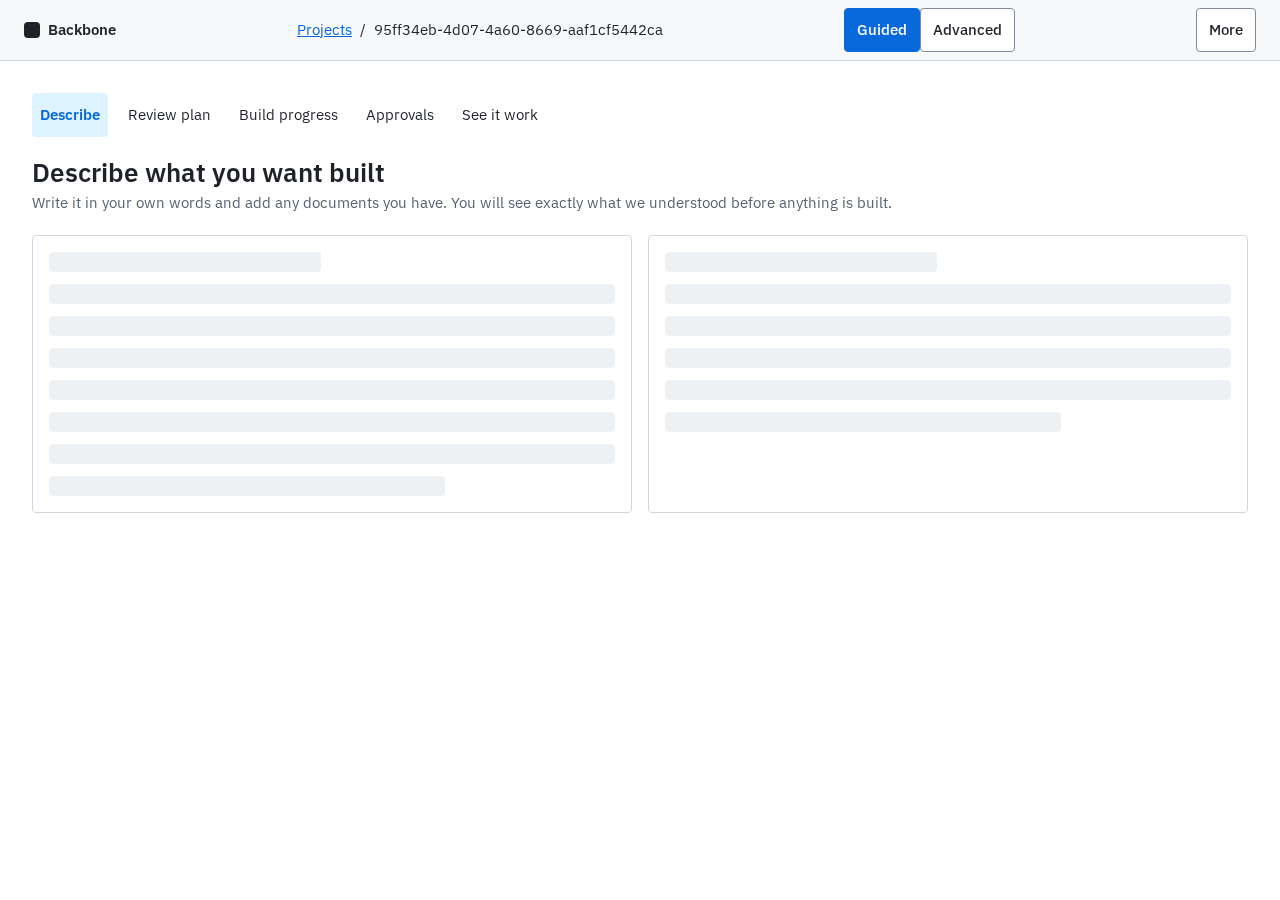 Backbone
Projects / 95ff34eb-4d07-4a60-8669-aaf1cf5442ca
Guided
Advanced
More
Describe
Review plan
Build progress
Approvals
See it work
Describe what you want built
Write it in your own words and add any documents you have. You will see exactly what we understood before anything is built.